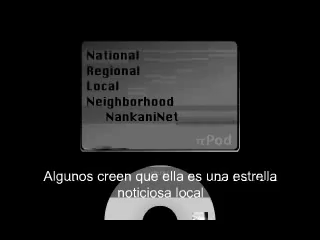 National
Regional
Local
Neighborhood
NankaniNet
πPod
Algunos creen que ella es una estrella
noticiosa local